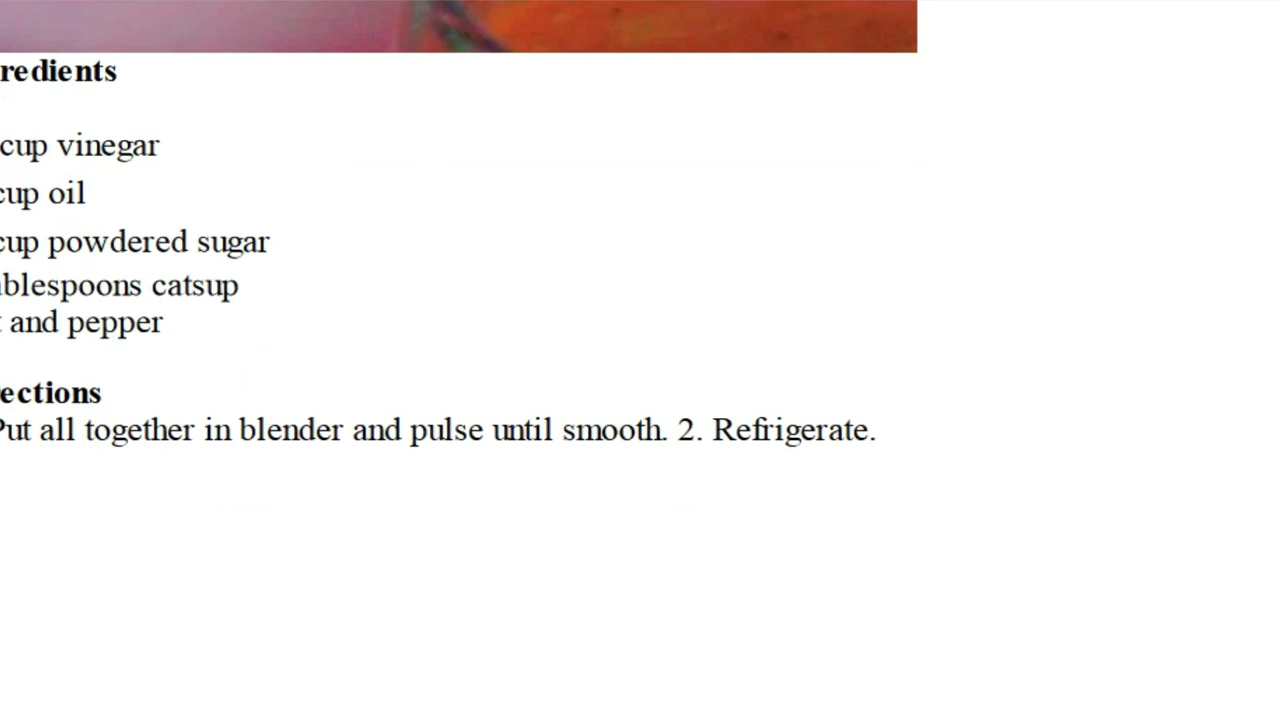 redients
cup vinegar
cup oil
cup powdered sugar
ablespoons catsup
and pepper
ections
Put all together in blender and pulse until smooth. 2. Refrigerate.